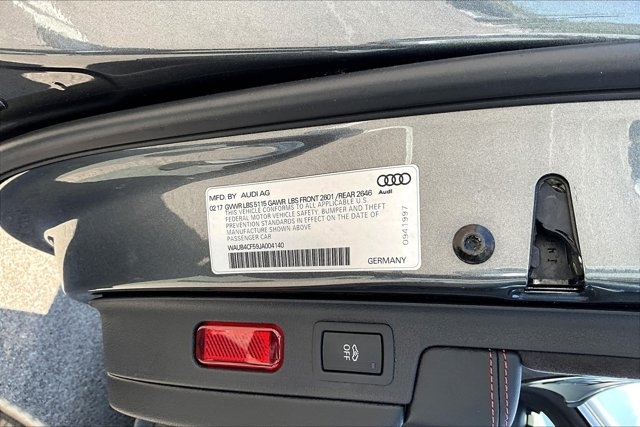 MFD. BY AUDI AG
Audi
02.17 GVWR LBS 5115 GAWR LBS FRONT 2601 /REAR 2646
THIS VEHICLE CONFORMS TO ALL APPLICABLE U.S.
FEDERAL MOTOR VEHICLE SAFETY, BUMPER AND THEFT
PREVENTION STANDARDS IN EFFECT ON THE DATE OF
MANUFACTURE SHOWN ABOVE
PASSENGER CAR
WAUB4CF59JA004140
GERMANY
0941997
OFF